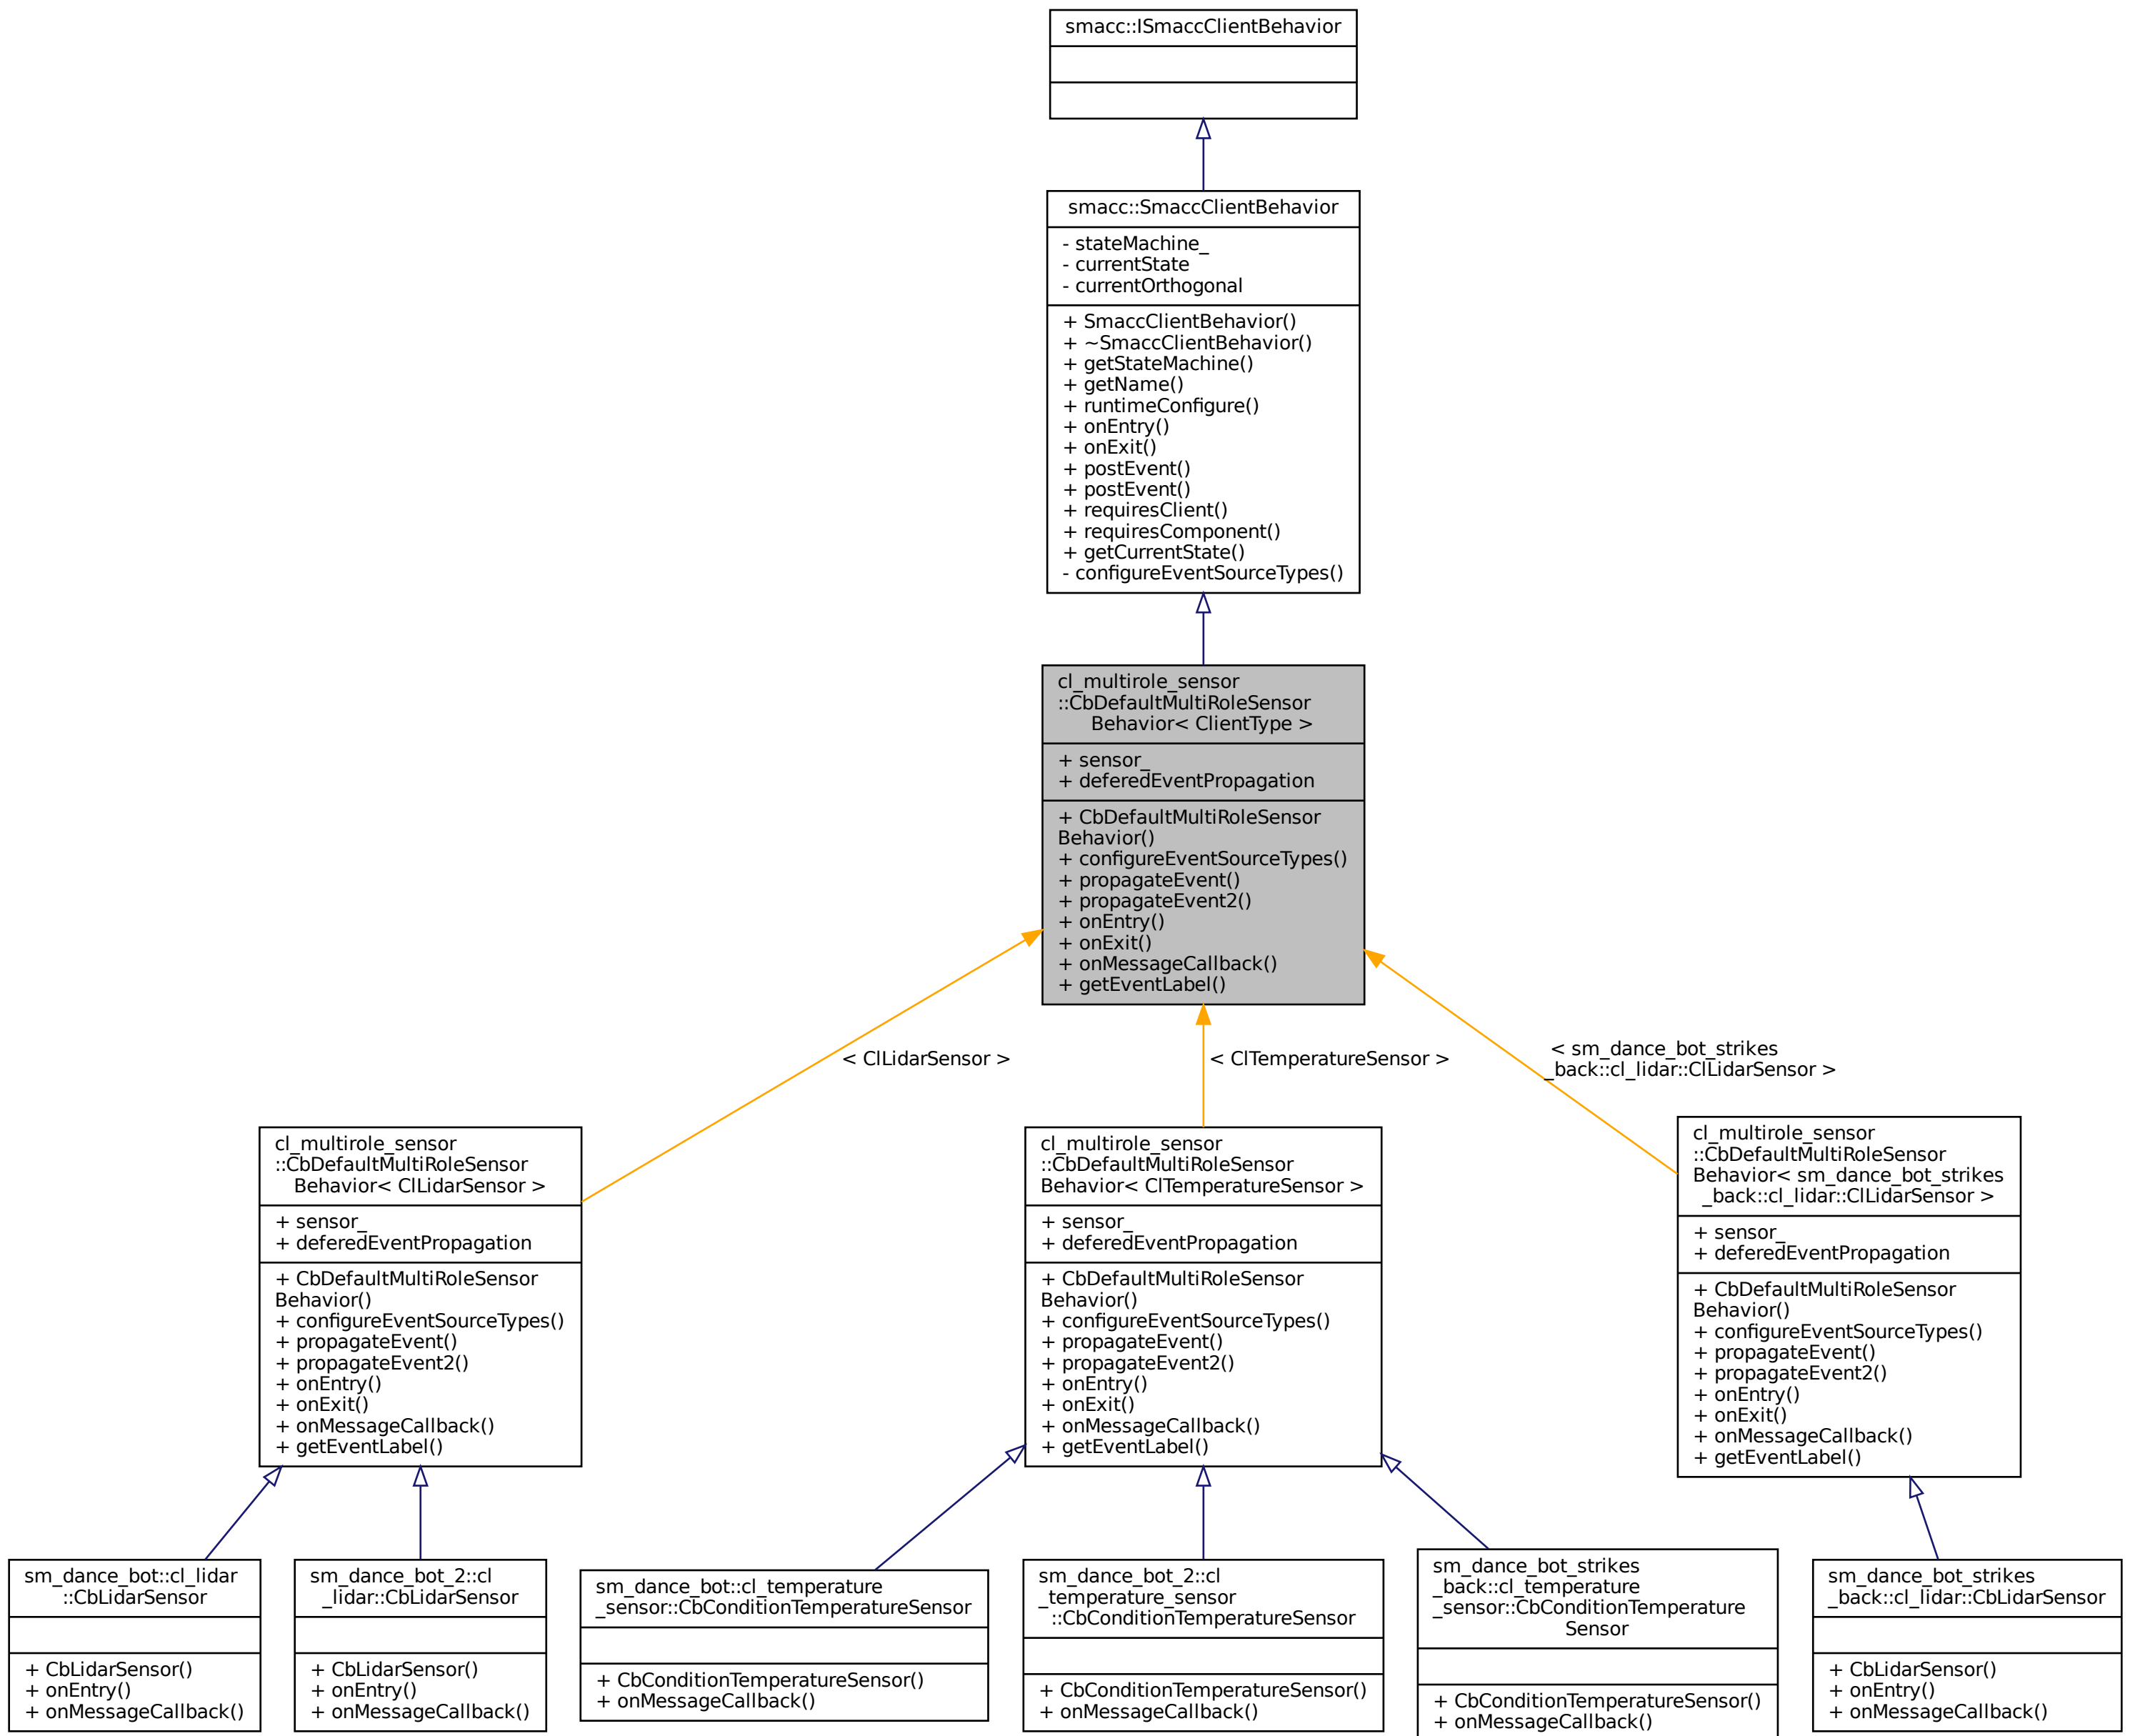 smacc::ISmaccClientBehavior
smacc::SmaccClientBehavior
- stateMachine_
- currentState
- currentOrthogonal
+ SmaccClientBehavior()
+ ~SmaccClientBehavior()
+ getStateMachine()
+ getName()
+ runtimeConfigure()
+ onEntry()
+ onExit()
+ postEvent()
+ postEvent()
+ requiresClient()
+ requiresComponent()
+ getCurrentState()
- configureEventSourceTypes()
cl_multirole_sensor
::CbDefaultMultiRoleSensor
Behavior< ClientType >
+ sensor_
+ deferedEventPropagation
+ CbDefaultMultiRoleSensor
Behavior()
+ configureEventSourceTypes()
+ propagateEvent()
+ propagateEvent2()
+ onEntry()
+ onExit()
+ onMessageCallback()
+ getEventLabel()
< ClLidarSensor >
< ClTemperatureSensor >
< sm_dance_bot_strikes
_back::cl_lidar::ClLidarSensor >
cl_multirole_sensor
::CbDefaultMultiRoleSensor
Behavior< ClLidarSensor >
+ sensor_
+ deferedEventPropagation
+ CbDefaultMultiRoleSensor
Behavior()
+ configureEventSourceTypes()
+ propagateEvent()
+ propagateEvent2()
+ onEntry()
+ onExit()
+ onMessageCallback()
+ getEventLabel()
cl_multirole_sensor
::CbDefaultMultiRoleSensor
Behavior< ClTemperatureSensor >
+ sensor_
+ deferedEventPropagation
+ CbDefaultMultiRoleSensor
Behavior()
+ configureEventSourceTypes()
+ propagateEvent()
+ propagateEvent2()
+ onEntry()
+ onExit()
+ onMessageCallback()
+ getEventLabel()
cl_multirole_sensor
::CbDefaultMultiRoleSensor
Behavior< sm_dance_bot_strikes
_back::cl_lidar::ClLidarSensor >
+ sensor_
+ deferedEventPropagation
+ CbDefaultMultiRoleSensor
Behavior()
+ configureEventSourceTypes()
+ propagateEvent()
+ propagateEvent2()
+ onEntry()
+ onExit()
+ onMessageCallback()
+ getEventLabel()
sm_dance_bot::cl_lidar
::CbLidarSensor
+ CbLidarSensor()
+ onEntry()
+ onMessageCallback()
sm_dance_bot_2::cl
_lidar::CbLidarSensor
+ CbLidarSensor()
+ onEntry()
+ onMessageCallback()
sm_dance_bot::cl_temperature
_sensor::CbConditionTemperatureSensor
+ CbConditionTemperatureSensor()
+ onMessageCallback()
sm_dance_bot_2::cl
_temperature_sensor
::CbConditionTemperatureSensor
+ CbConditionTemperatureSensor()
+ onMessageCallback()
sm_dance_bot_strikes
_back::cl_temperature
_sensor::CbConditionTemperature
Sensor
+ CbConditionTemperatureSensor()
+ onMessageCallback()
sm_dance_bot_strikes
_back::cl_lidar::CbLidarSensor
+ CbLidarSensor()
+ onEntry()
+ onMessageCallback()